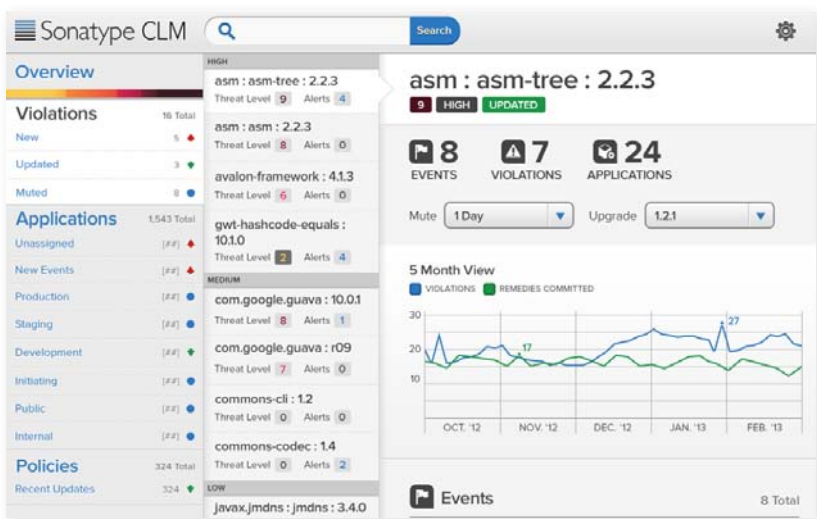 Sonatype CLM
Search
Overview
Violations 16 Total
New 5
Updated 3
Muted 8
Applications 1,543 Total
Unassigned [##]
New Events [##]
Production [##]
Staging [##]
Development [##]
Initiating [##]
Public [##]
Internal [##]
Policies 324 Total
Recent Updates 324
HIGH
asm : asm-tree : 2.2.3
Threat Level 9 Alerts 4
asm : asm : 2.2.3
Threat Level 8 Alerts 0
avalon-framework : 4.1.3
Threat Level 6 Alerts 0
gwt-hashcode-equals :
10.1.0
Threat Level 2 Alerts 4
MEDIUM
com.google.guava : 10.0.1
Threat Level 8 Alerts 1
com.google.guava : r09
Threat Level 7 Alerts 0
commons-cli : 1.2
Threat Level 0 Alerts 0
commons-codec : 1.4
Threat Level 0 Alerts 2
LOW
javax.jmdns : jmdns : 3.4.0
asm : asm-tree : 2.2.3
9 HIGH UPDATED
8 7 24
EVENTS VIOLATIONS APPLICATIONS
Mute 1 Day Upgrade 1.2.1
5 Month View
VIOLATIONS REMEDIES COMMITTED
30
27
20
17
10
OCT. '12 NOV. '12 DEC. '12 JAN. '13 FEB. '13
Events 8 Total